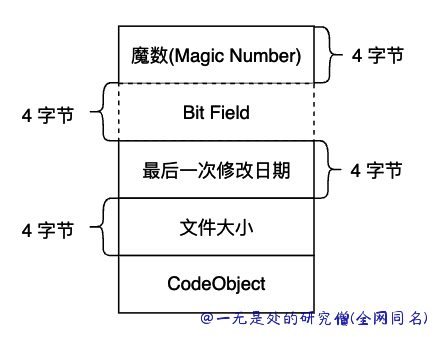 魔数(Magic Number)
4 字节
4 字节
Bit Field
最后一次修改日期
4 字节
4 字节
文件大小
CodeObject
@一无是处的研究僧(全网同名)